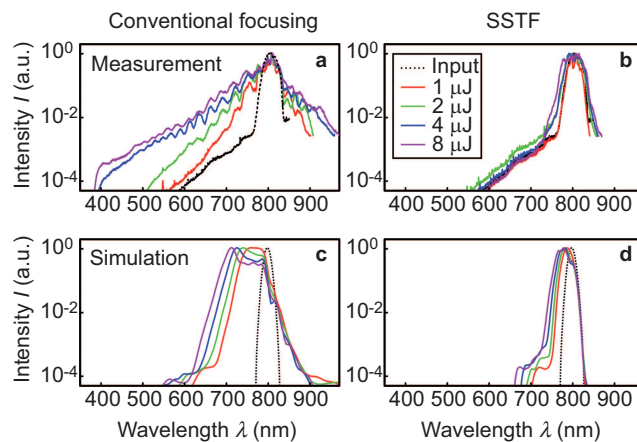 Conventional focusing
SSTF
Intensity I (a.u.)
10⁰
10⁻²
10⁻⁴
Measurement
a
400 500 600 700 800 900
b
Input
1 μJ
2 μJ
4 μJ
8 μJ
400 500 600 700 800 900
Intensity I (a.u.)
10⁰
10⁻²
10⁻⁴
Simulation
c
400 500 600 700 800 900
d
400 500 600 700 800 900
Wavelength λ (nm)
Wavelength λ (nm)